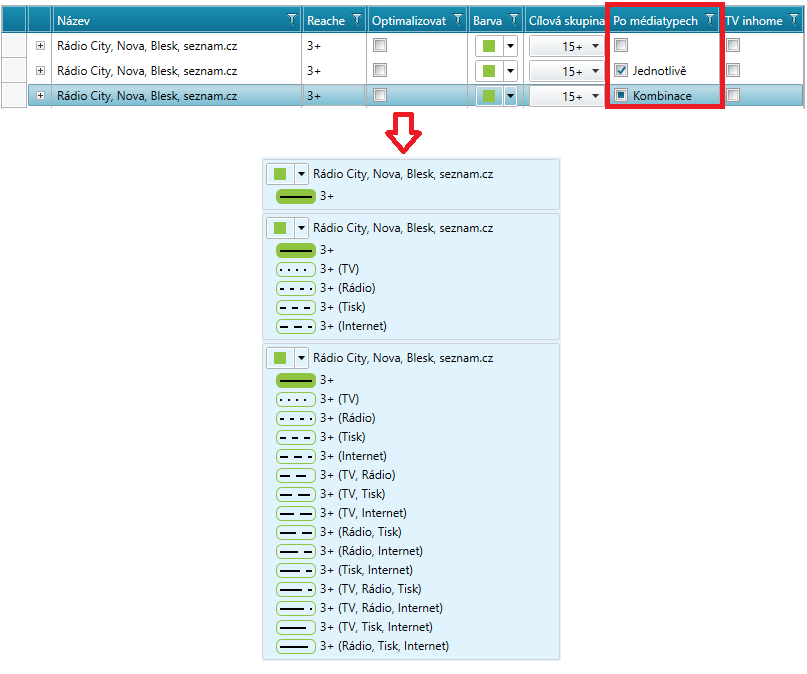 Název Reache Optimalizovat Barva Cílová skupina Po médiatypech TV inhome
Rádio City, Nova, Blesk, seznam.cz 3+ 15+
Rádio City, Nova, Blesk, seznam.cz 3+ 15+ Jednotlivě
Rádio City, Nova, Blesk, seznam.cz 3+ 15+ Kombinace
Rádio City, Nova, Blesk, seznam.cz
3+
Rádio City, Nova, Blesk, seznam.cz
3+
3+ (TV)
3+ (Rádio)
3+ (Tisk)
3+ (Internet)
Rádio City, Nova, Blesk, seznam.cz
3+
3+ (TV)
3+ (Rádio)
3+ (Tisk)
3+ (Internet)
3+ (TV, Rádio)
3+ (TV, Tisk)
3+ (TV, Internet)
3+ (Rádio, Tisk)
3+ (Rádio, Internet)
3+ (Tisk, Internet)
3+ (TV, Rádio, Tisk)
3+ (TV, Rádio, Internet)
3+ (TV, Tisk, Internet)
3+ (Rádio, Tisk, Internet)